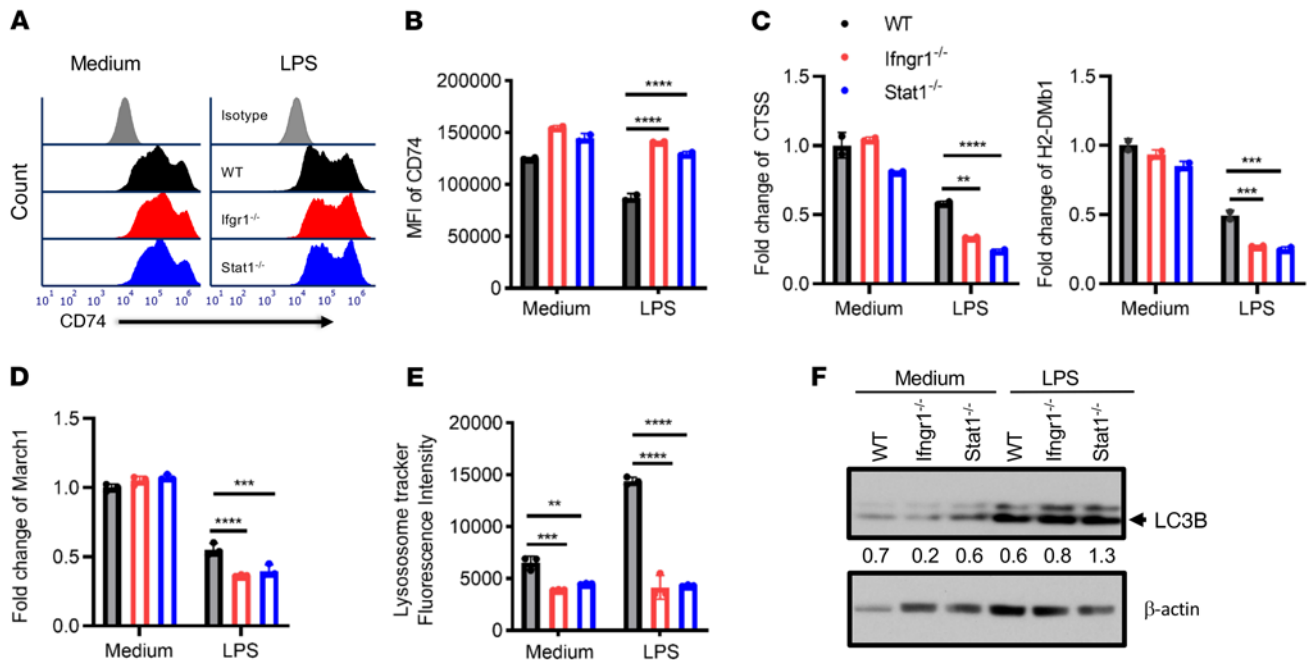 A
Medium
LPS
Isotype
WT
Ifgr1-/-
Stat1-/-
Count
10^1 10^2 10^3 10^4 10^5 10^6
10^1 10^2 10^3 10^4 10^5 10^6
CD74
B
200000
150000
100000
50000
0
MFI of CD74
****
****
Medium
LPS
C
WT
Ifngr1-/-
Stat1-/-
1.5
1.0
0.5
0.0
Fold change of CTSS
****
**
Medium
LPS
1.5
1.0
0.5
0.0
Fold change of H2-DMb1
***
***
Medium
LPS
D
1.5
1.0
0.5
0.0
Fold change of March1
***
****
Medium
LPS
E
20000
15000
10000
5000
0
Lysosome tracker
Fluorescence Intensity
**
***
****
****
Medium
LPS
F
Medium
LPS
WT
Ifngr1-/-
Stat1-/-
WT
Ifngr1-/-
Stat1-/-
LC3B
0.7 0.2 0.6 0.6 0.8 1.3
β-actin